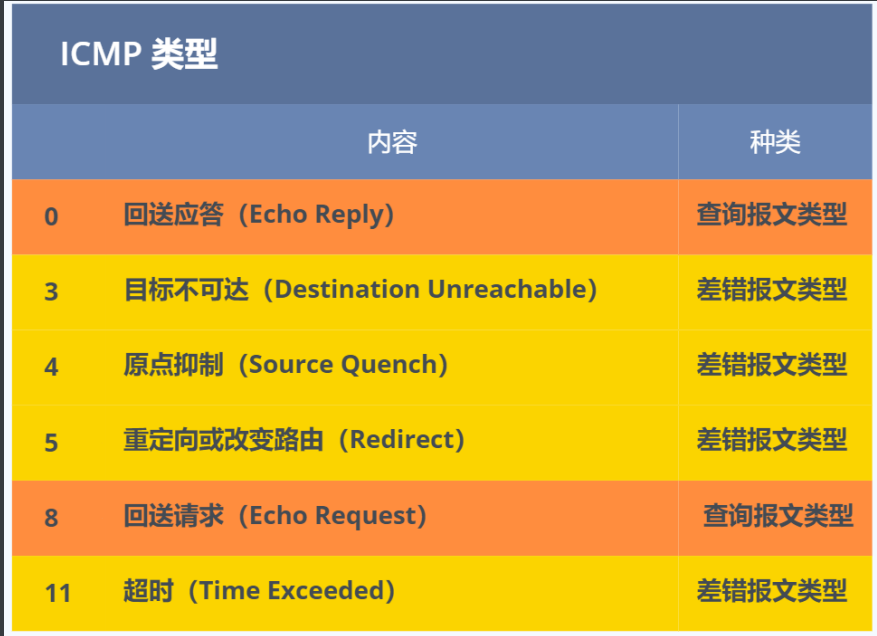 ICMP 类型
内容 种类
0 回送应答（Echo Reply） 查询报文类型
3 目标不可达（Destination Unreachable） 差错报文类型
4 原点抑制（Source Quench） 差错报文类型
5 重定向或改变路由（Redirect） 差错报文类型
8 回送请求（Echo Request） 查询报文类型
11 超时（Time Exceeded） 差错报文类型